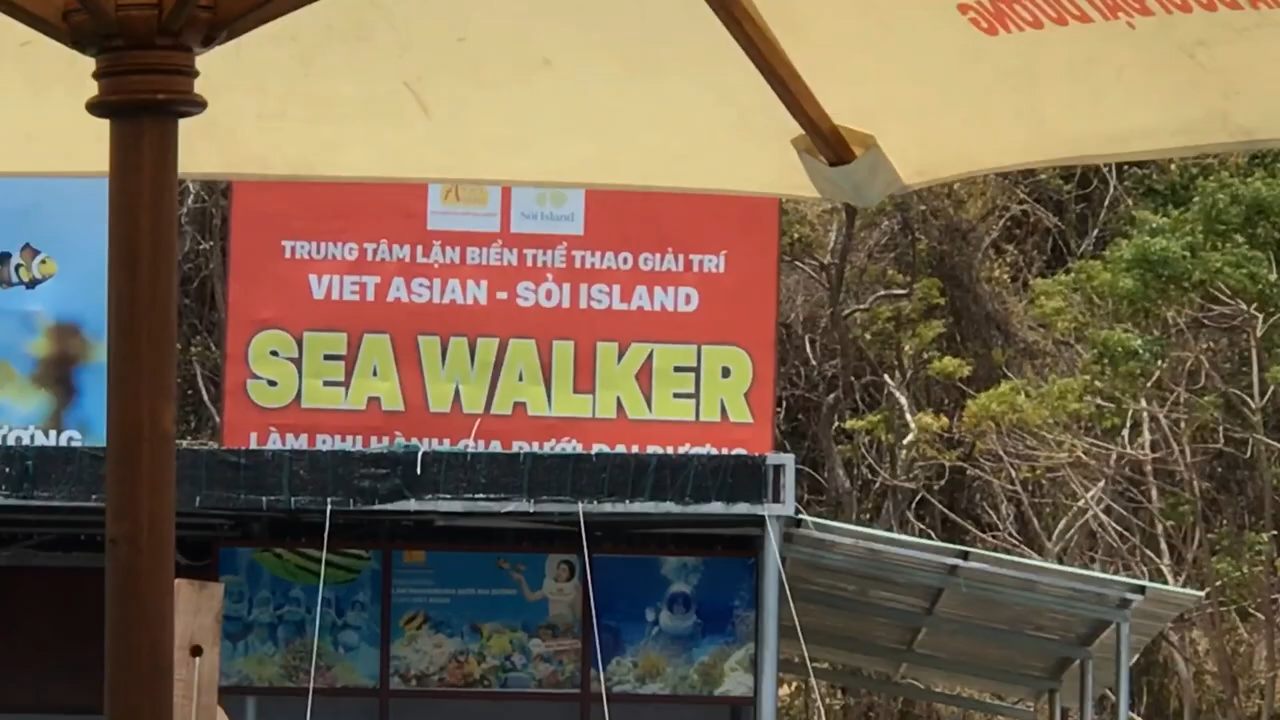 Sỏi Island
TRUNG TÂM LẶN BIỂN THỂ THAO GIẢI TRÍ
VIET ASIAN - SỎI ISLAND
SEA WALKER
LÀM PHI HÀNH GIA DƯỚI ĐẠI DƯƠNG
ƯƠNG